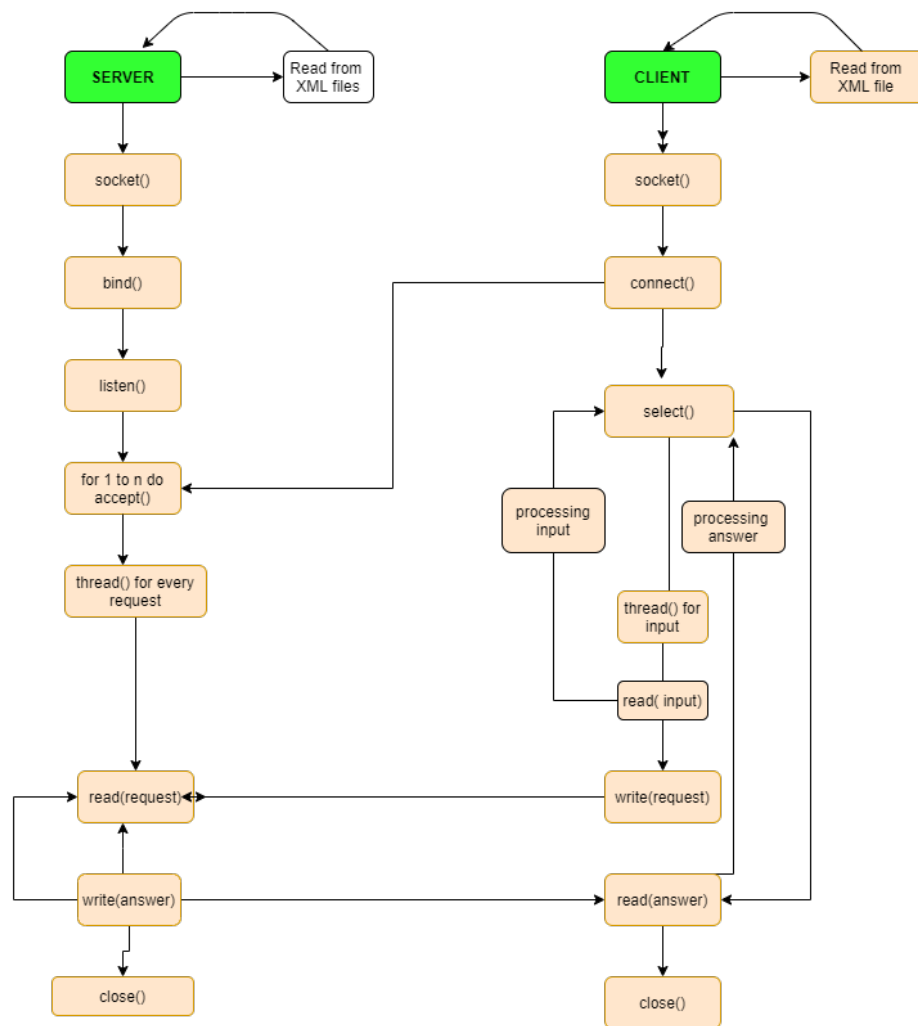 SERVER
Read from
XML files
CLIENT
Read from
XML file
socket()
socket()
bind()
connect()
listen()
select()
for 1 to n do
accept()
processing
input
processing
answer
thread() for every
request
thread() for
input
read( input)
read(request)
write(request)
write(answer)
read(answer)
close()
close()